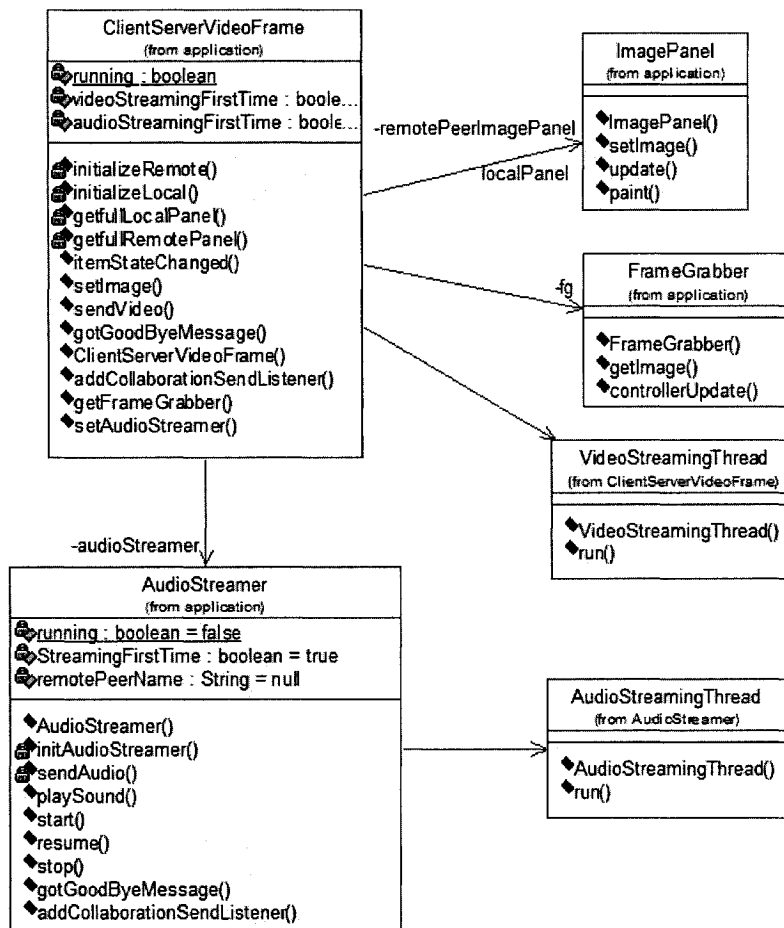 ClientServerVideoFrame
(from application)
running : boolean
videoStreamingFirstTime : boole...
audioStreamingFirstTime : boole...
initializeRemote()
initializeLocal()
getfullLocalPanel()
getfullRemotePanel()
itemStateChanged()
setImage()
sendVideo()
gotGoodByeMessage()
ClientServerVideoFrame()
addCollaborationSendListener()
getFrameGrabber()
setAudioStreamer()
-remotePeerImagePanel
localPanel
ImagePanel
(from application)
ImagePanel()
setImage()
update()
paint()
-fg
FrameGrabber
(from application)
FrameGrabber()
getImage()
controllerUpdate()
VideoStreamingThread
(from ClientServerVideoFrame)
VideoStreamingThread()
run()
-audioStreamer
AudioStreamer
(from application)
running : boolean = false
StreamingFirstTime : boolean = true
remotePeerName : String = null
AudioStreamer()
initAudioStreamer()
sendAudio()
playSound()
start()
resume()
stop()
gotGoodByeMessage()
addCollaborationSendListener()
AudioStreamingThread
(from AudioStreamer)
AudioStreamingThread()
run()